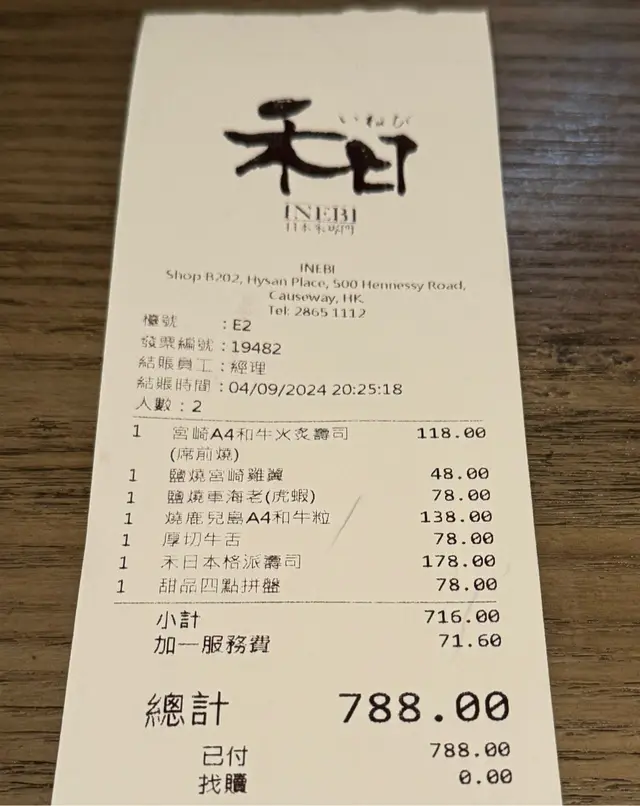 いねび
禾日
INEBI
INEBI
Shop B202, Hysan Place, 500 Hennessy Road,
Causeway, HK
Tel: 2865 1112
檯號 : E2
發票編號 : 19482
結賬員工 : 經理
結賬時間 : 04/09/2024 20:25:18
人數 : 2
1 宮崎A4和牛火炙壽司 118.00
(席前燒)
1 鹽燒宮崎雞翼 48.00
1 鹽燒車海老(虎蝦) 78.00
1 燒鹿兒島A4和牛粒 138.00
1 厚切牛舌 78.00
1 禾日本格派壽司 178.00
1 甜品四點拼盤 78.00
小計 716.00
加一服務費 71.60
總計 788.00
已付 788.00
找贖 0.00